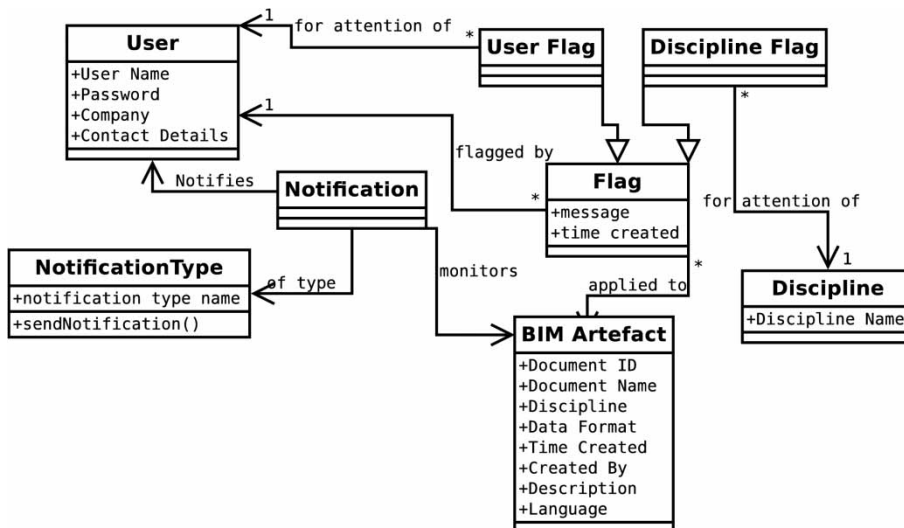 1
for attention of
*
User
+User Name
+Password
+Company
+Contact Details
User Flag
Discipline Flag
*
1
flagged by
*
Flag
+message
+time created
for attention of
1
Notifies
Notification
NotificationType
+notification type name
+sendNotification()
of type
monitors
*
applied to
Discipline
+Discipline Name
BIM Artefact
+Document ID
+Document Name
+Discipline
+Data Format
+Time Created
+Created By
+Description
+Language